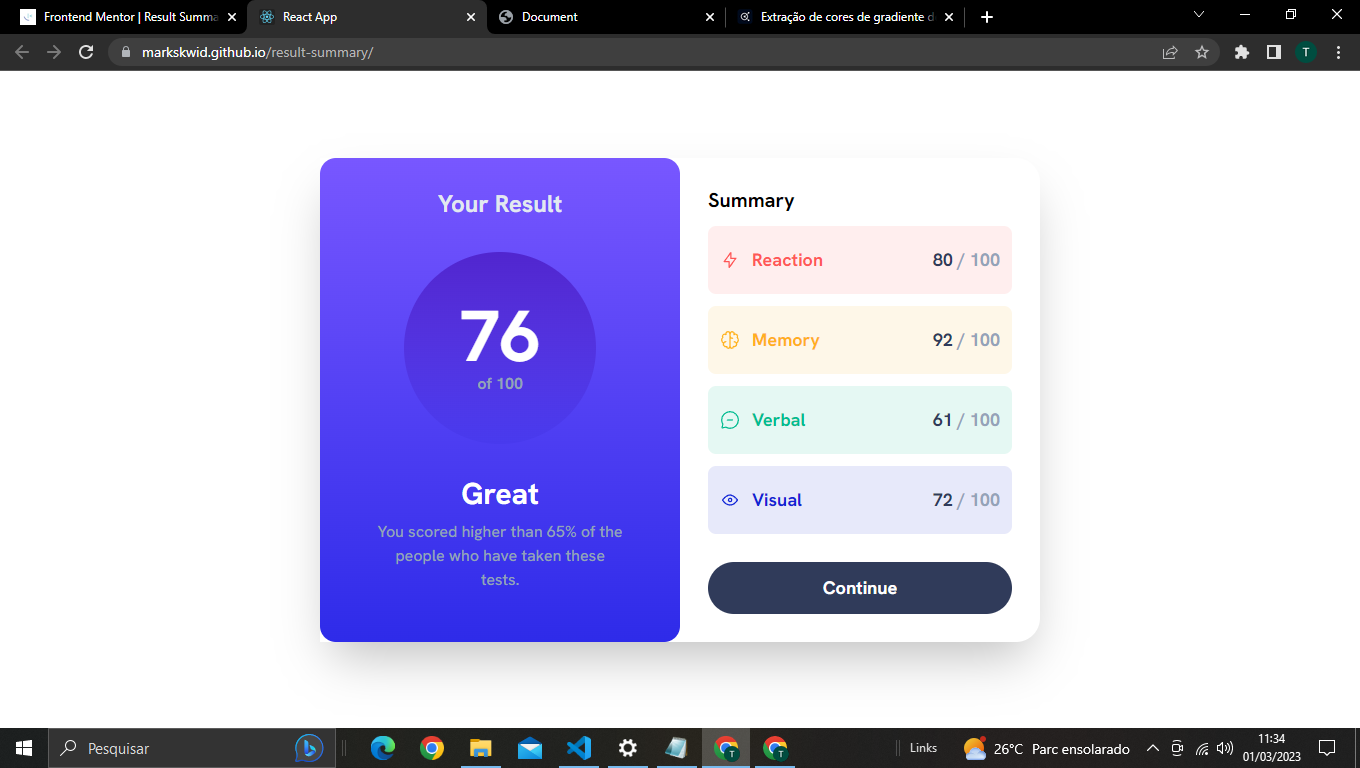 Frontend Mentor | Result Summa
React App
Document
Extração de cores de gradiente d
markskwid.github.io/result-summary/
T
Your Result
76
of 100
Great
You scored higher than 65% of the
people who have taken these
tests.
Summary
Reaction 80 / 100
Memory 92 / 100
Verbal 61 / 100
Visual 72 / 100
Continue
Pesquisar
T
T
Links
26°C Parc ensolarado
11:34
01/03/2023